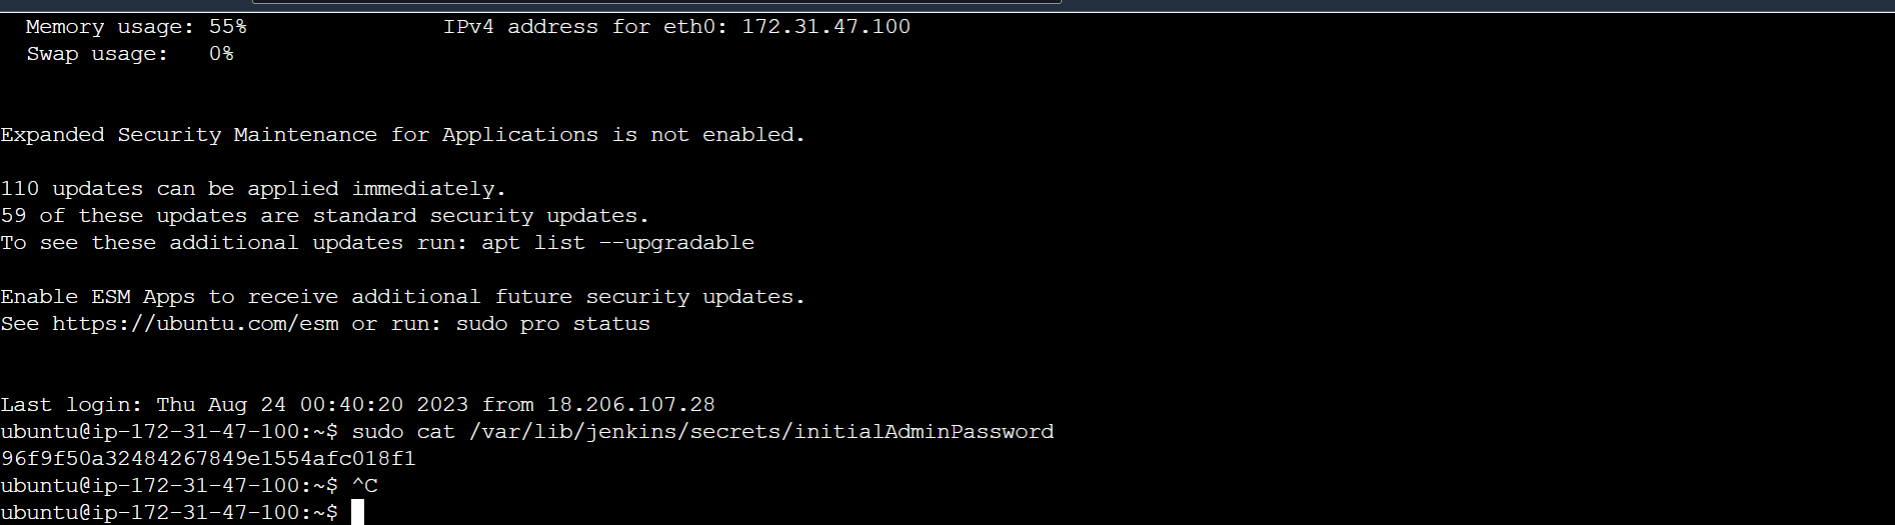 Memory usage: 55% IPv4 address for eth0: 172.31.47.100
Swap usage: 0%
Expanded Security Maintenance for Applications is not enabled.
110 updates can be applied immediately.
59 of these updates are standard security updates.
To see these additional updates run: apt list --upgradable
Enable ESM Apps to receive additional future security updates.
See https://ubuntu.com/esm or run: sudo pro status
Last login: Thu Aug 24 00:40:20 2023 from 18.206.107.28
ubuntu@ip-172-31-47-100:~$ sudo cat /var/lib/jenkins/secrets/initialAdminPassword
96f9f50a32484267849e1554afc018f1
ubuntu@ip-172-31-47-100:~$ ^C
ubuntu@ip-172-31-47-100:~$